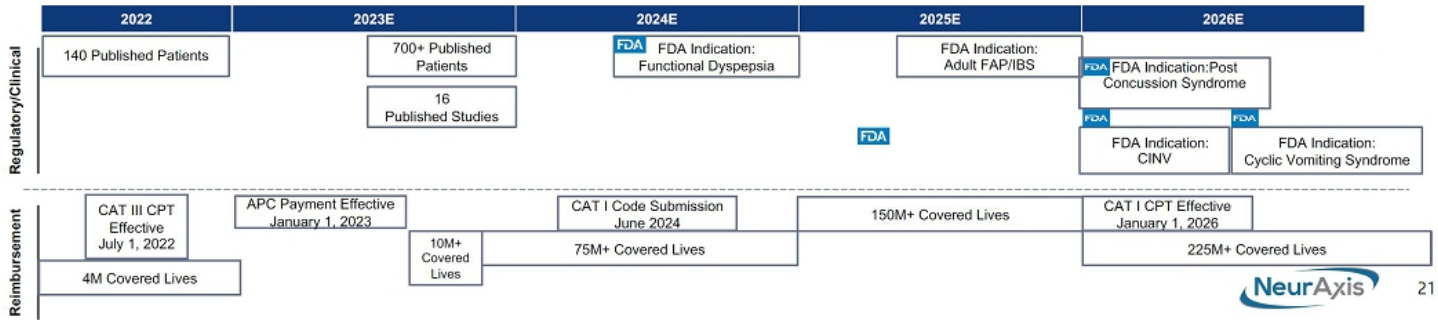 2022
2023E
2024E
2025E
2026E
Regulatory/Clinical
140 Published Patients
700+ Published
Patients
16
Published Studies
FDA
FDA Indication:
Functional Dyspepsia
FDA Indication:
Adult FAP/IBS
FDA
FDA
FDA Indication:Post
Concussion Syndrome
FDA
FDA Indication:
CINV
FDA
FDA Indication:
Cyclic Vomiting Syndrome
Reimbursement
CAT III CPT
Effective
July 1, 2022
4M Covered Lives
APC Payment Effective
January 1, 2023
10M+
Covered
Lives
CAT I Code Submission
June 2024
75M+ Covered Lives
150M+ Covered Lives
CAT I CPT Effective
January 1, 2026
225M+ Covered Lives
NeurAxis
21